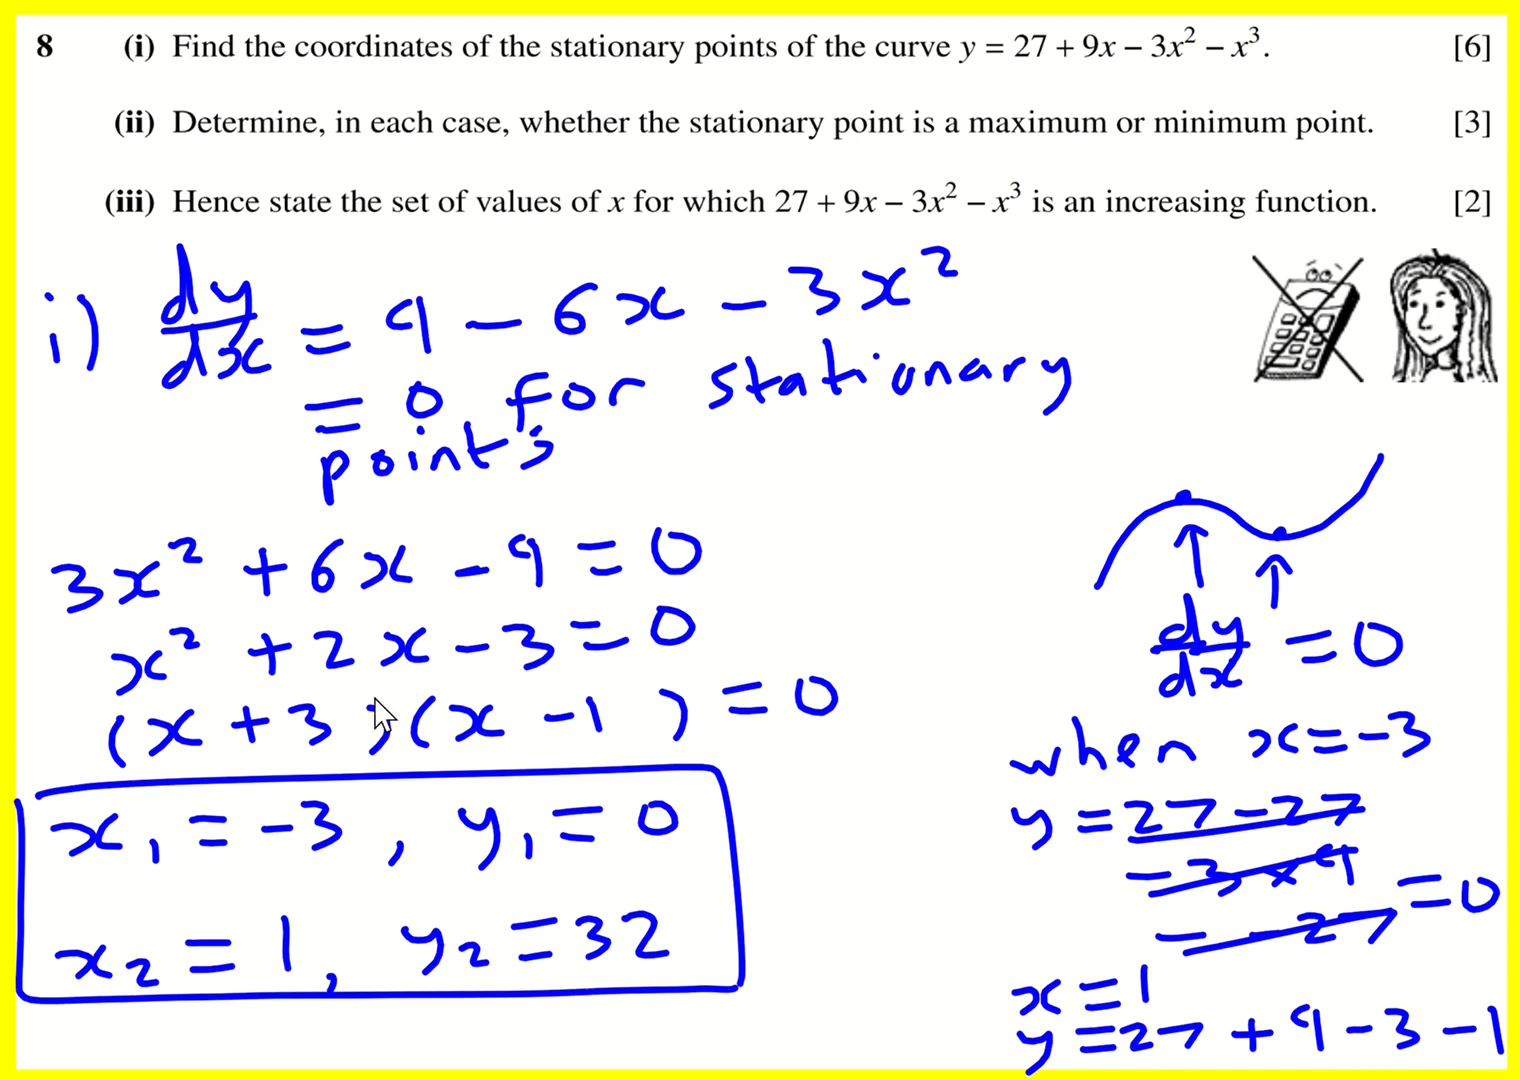 8 (i) Find the coordinates of the stationary points of the curve y = 27 + 9x − 3x² − x³. [6]
(ii) Determine, in each case, whether the stationary point is a maximum or minimum point. [3]
(iii) Hence state the set of values of x for which 27 + 9x − 3x² − x³ is an increasing function. [2]
i) dy/dx = 9 − 6x − 3x²
= 0 for stationary
points
3x² + 6x − 9 = 0
x² + 2x − 3 = 0
(x + 3)(x − 1) = 0
x₁ = −3, y₁ = 0
x₂ = 1, y₂ = 32
dy/dx = 0
when x = −3
y = 27 − 27
− 3 × 9
− −27 = 0
x = 1
y = 27 + 9 − 3 − 1